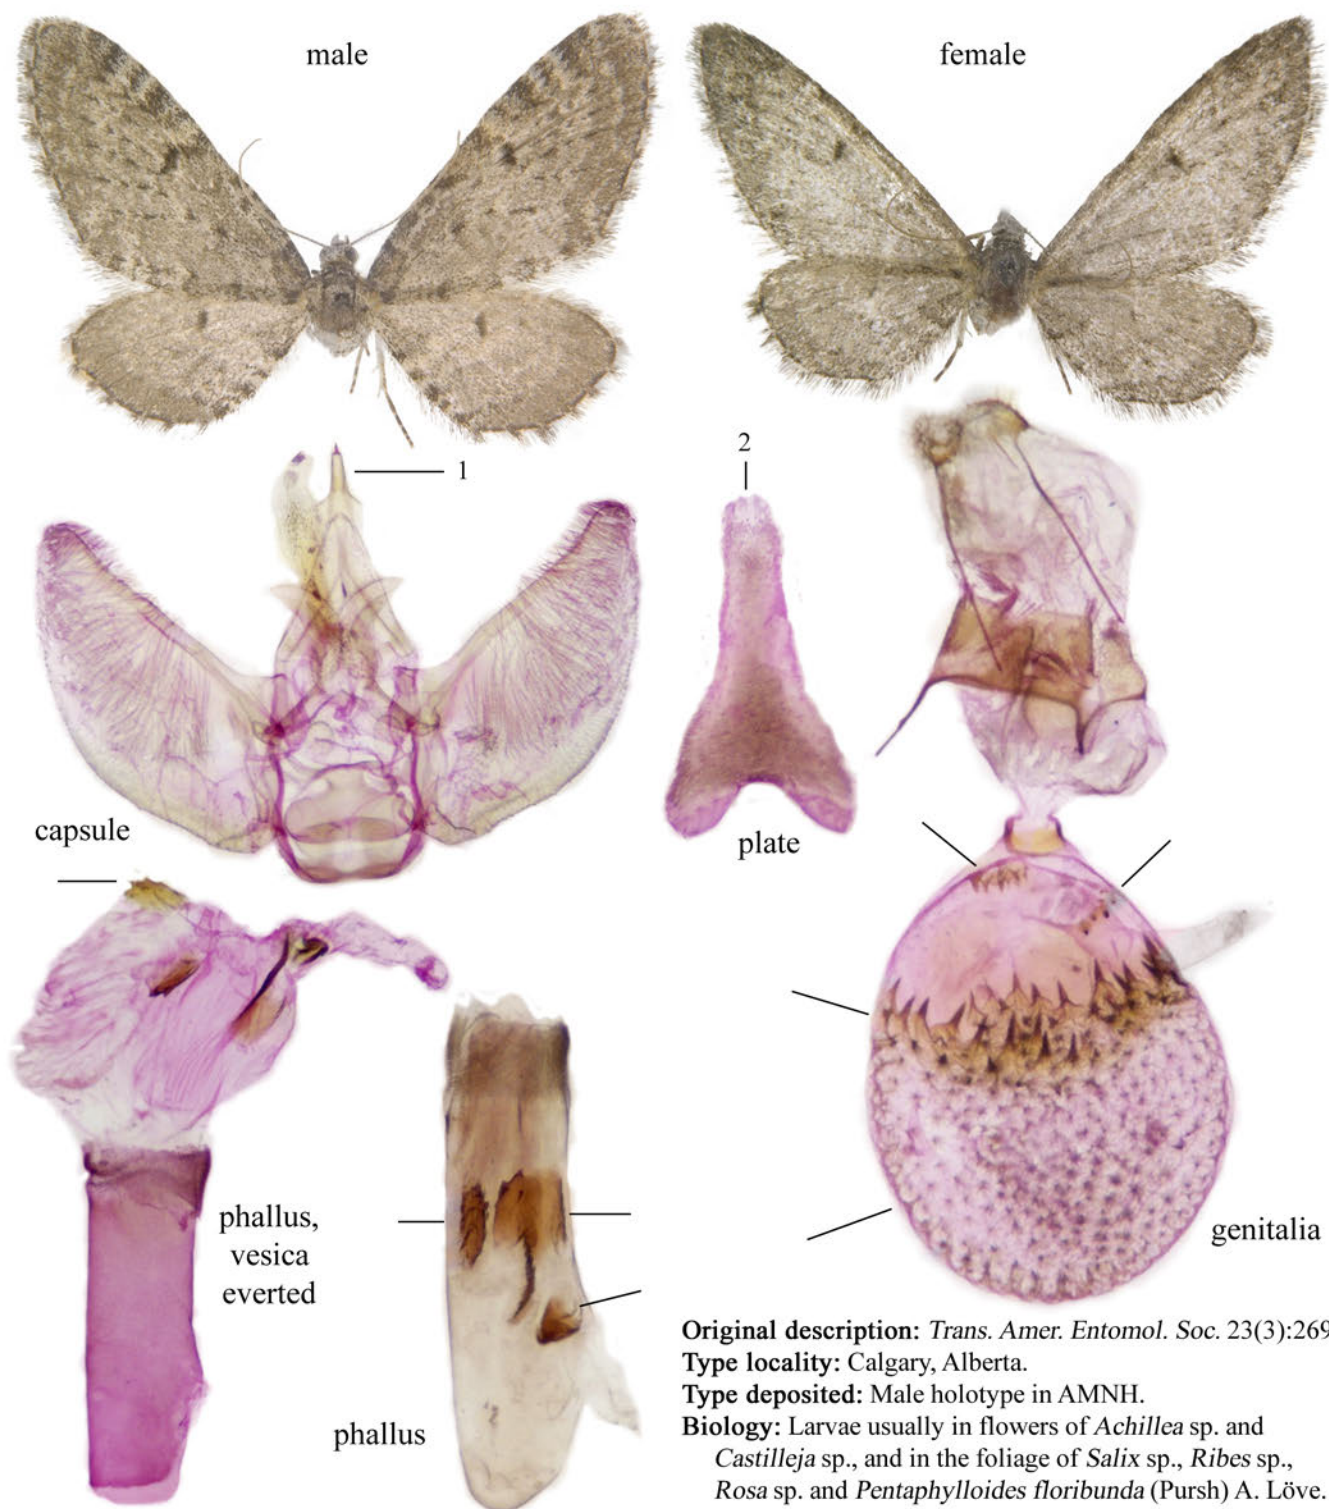 male
female
1
2
capsule
plate
phallus,
vesica
everted
genitalia
phallus
Original description: Trans. Amer. Entomol. Soc. 23(3):269
Type locality: Calgary, Alberta.
Type deposited: Male holotype in AMNH.
Biology: Larvae usually in flowers of Achillea sp. and
Castilleja sp., and in the foliage of Salix sp., Ribes sp.,
Rosa sp. and Pentaphylloides floribunda (Pursh) A. Löve.